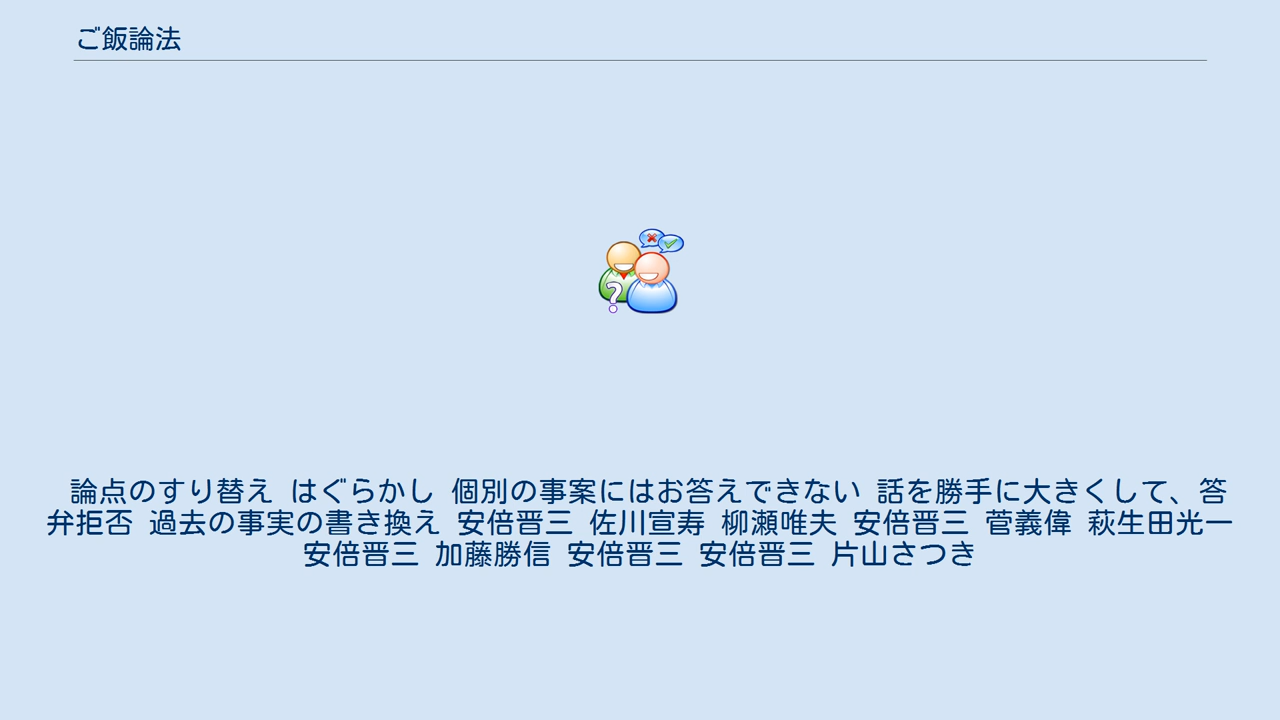 ご飯論法
論点のすり替え はぐらかし 個別の事案にはお答えできない 話を勝手に大きくして、答
弁拒否 過去の事実の書き換え 安倍晋三 佐川宣寿 柳瀬唯夫 安倍晋三 菅義偉 萩生田光一
安倍晋三 加藤勝信 安倍晋三 安倍晋三 片山さつき